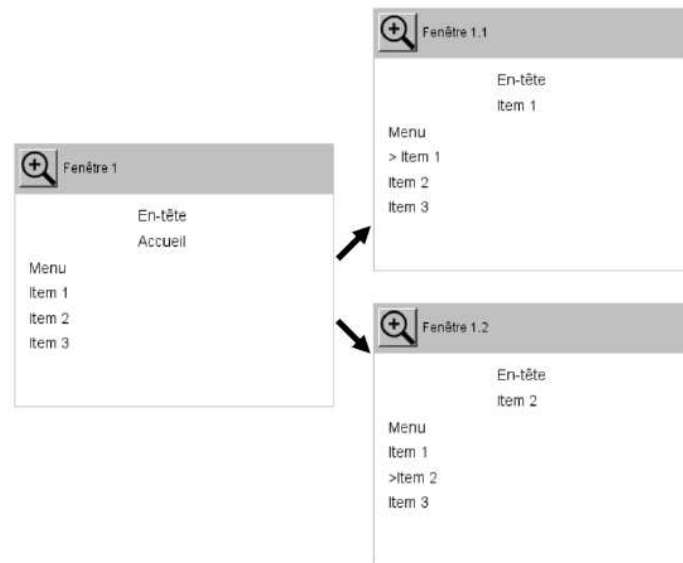 Fenêtre 1
En-tête
Accueil
Menu
Item 1
Item 2
Item 3
Fenêtre 1.1
En-tête
Item 1
Menu
> Item 1
Item 2
Item 3
Fenêtre 1.2
En-tête
Item 2
Menu
Item 1
>Item 2
Item 3